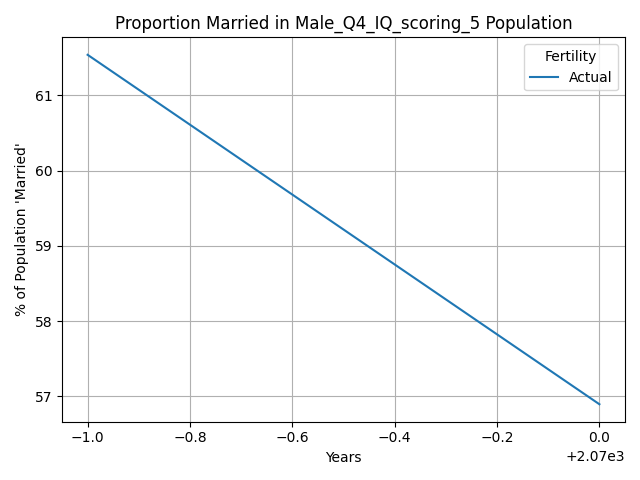 Proportion Married in Male_Q4_IQ_scoring_5 Population
Fertility
Actual
% of Population 'Married'
61
60
59
58
57
−1.0 −0.8 −0.6 −0.4 −0.2 0.0
Years
+2.07e3